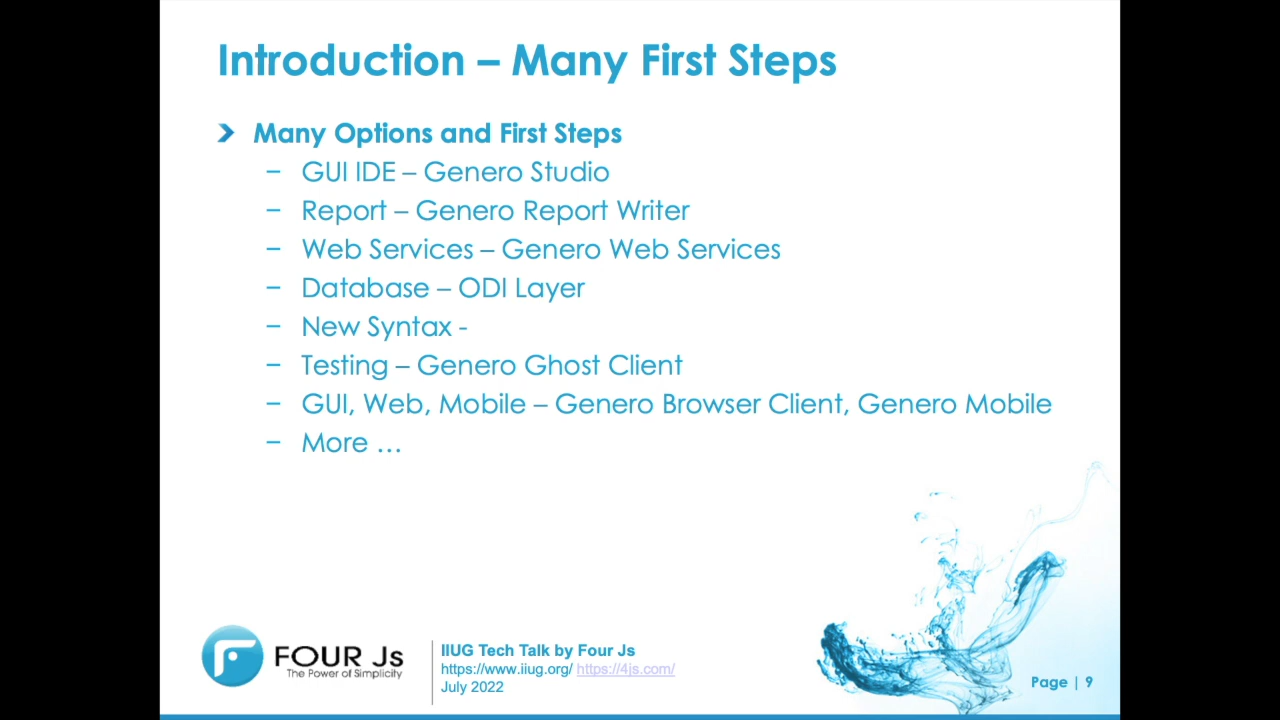 Introduction – Many First Steps
Many Options and First Steps
− GUI IDE – Genero Studio
− Report – Genero Report Writer
− Web Services – Genero Web Services
− Database – ODI Layer
− New Syntax -
− Testing – Genero Ghost Client
− GUI, Web, Mobile – Genero Browser Client, Genero Mobile
− More …
FOUR Js
The Power of Simplicity
IIUG Tech Talk by Four Js
https://www.iiug.org/ https://4js.com/
July 2022
Page | 9